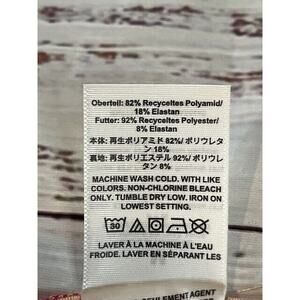 Oberteil: 82% Recyceltes Polyamid/
18% Elastan
Futter: 92% Recyceltes Polyester/
8% Elastan
本体: 再生ポリアミド 82%/ ポリウレタ
ン 18%
裏地: 再生ポリエステル 92%/ ポリウレ
タン 8%
MACHINE WASH COLD. WITH LIKE
COLORS. NON-CHLORINE BLEACH
ONLY. TUMBLE DRY LOW. IRON ON
LOWEST SETTING.
30
LAVER À LA MACHINE À L'EAU
FROIDE. LAVER EN VERSANT LES
SEULEMENT AGENT